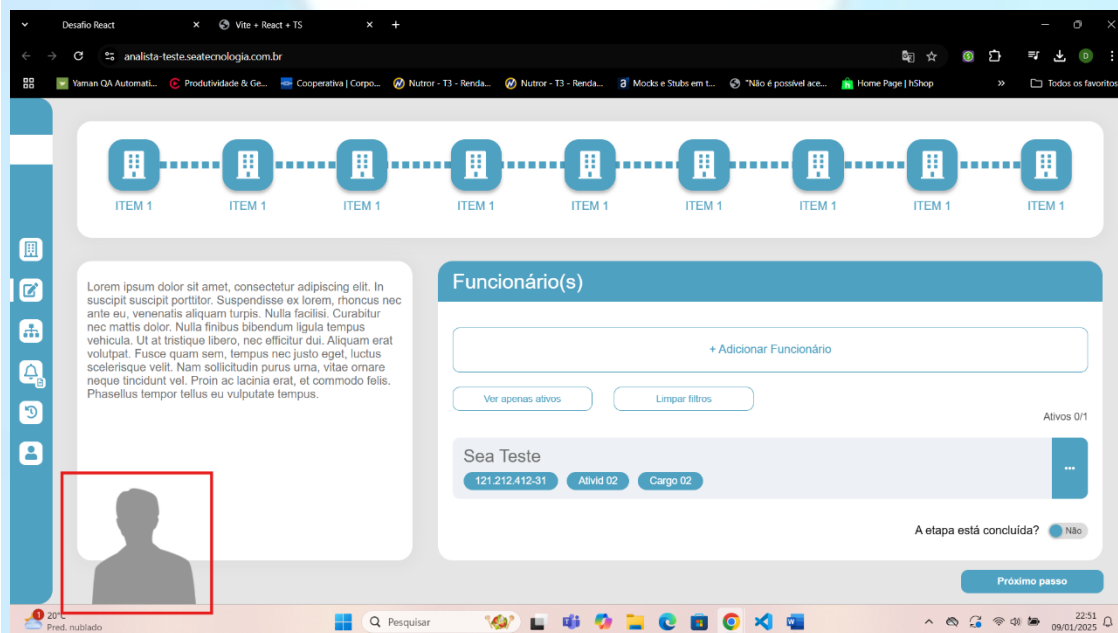 Desafio React
Vite + React + TS
analista-teste.seatecnologia.com.br
Yaman QA Automati...
Produtividade & Ge...
Cooperativa | Corpo...
Nutror - T3 - Renda...
Nutror - T3 - Renda...
Mocks e Stubs em t...
"Não é possível ace...
Home Page | hShop
»
Todos os favoritos
ITEM 1
ITEM 1
ITEM 1
ITEM 1
ITEM 1
ITEM 1
ITEM 1
ITEM 1
ITEM 1
Lorem ipsum dolor sit amet, consectetur adipiscing elit. In
suscipit suscipit porttitor. Suspendisse ex lorem, rhoncus nec
ante eu, venenatis aliquam turpis. Nulla facilisi. Curabitur
nec mattis dolor. Nulla finibus bibendum ligula tempus
vehicula. Ut at tristique libero, nec efficitur dui. Aliquam erat
volutpat. Fusce quam sem, tempus nec justo eget, luctus
scelerisque velit. Nam sollicitudin purus urna, vitae ornare
neque tincidunt vel. Proin ac lacinia erat, et commodo felis.
Phasellus tempor tellus eu vulputate tempus.
Funcionário(s)
+ Adicionar Funcionário
Ver apenas ativos
Limpar filtros
Ativos 0/1
Sea Teste
121.212.412-31
Ativid 02
Cargo 02
...
A etapa está concluída?
Não
Próximo passo
1
20°C
Pred. nublado
Pesquisar
22:51
09/01/2025